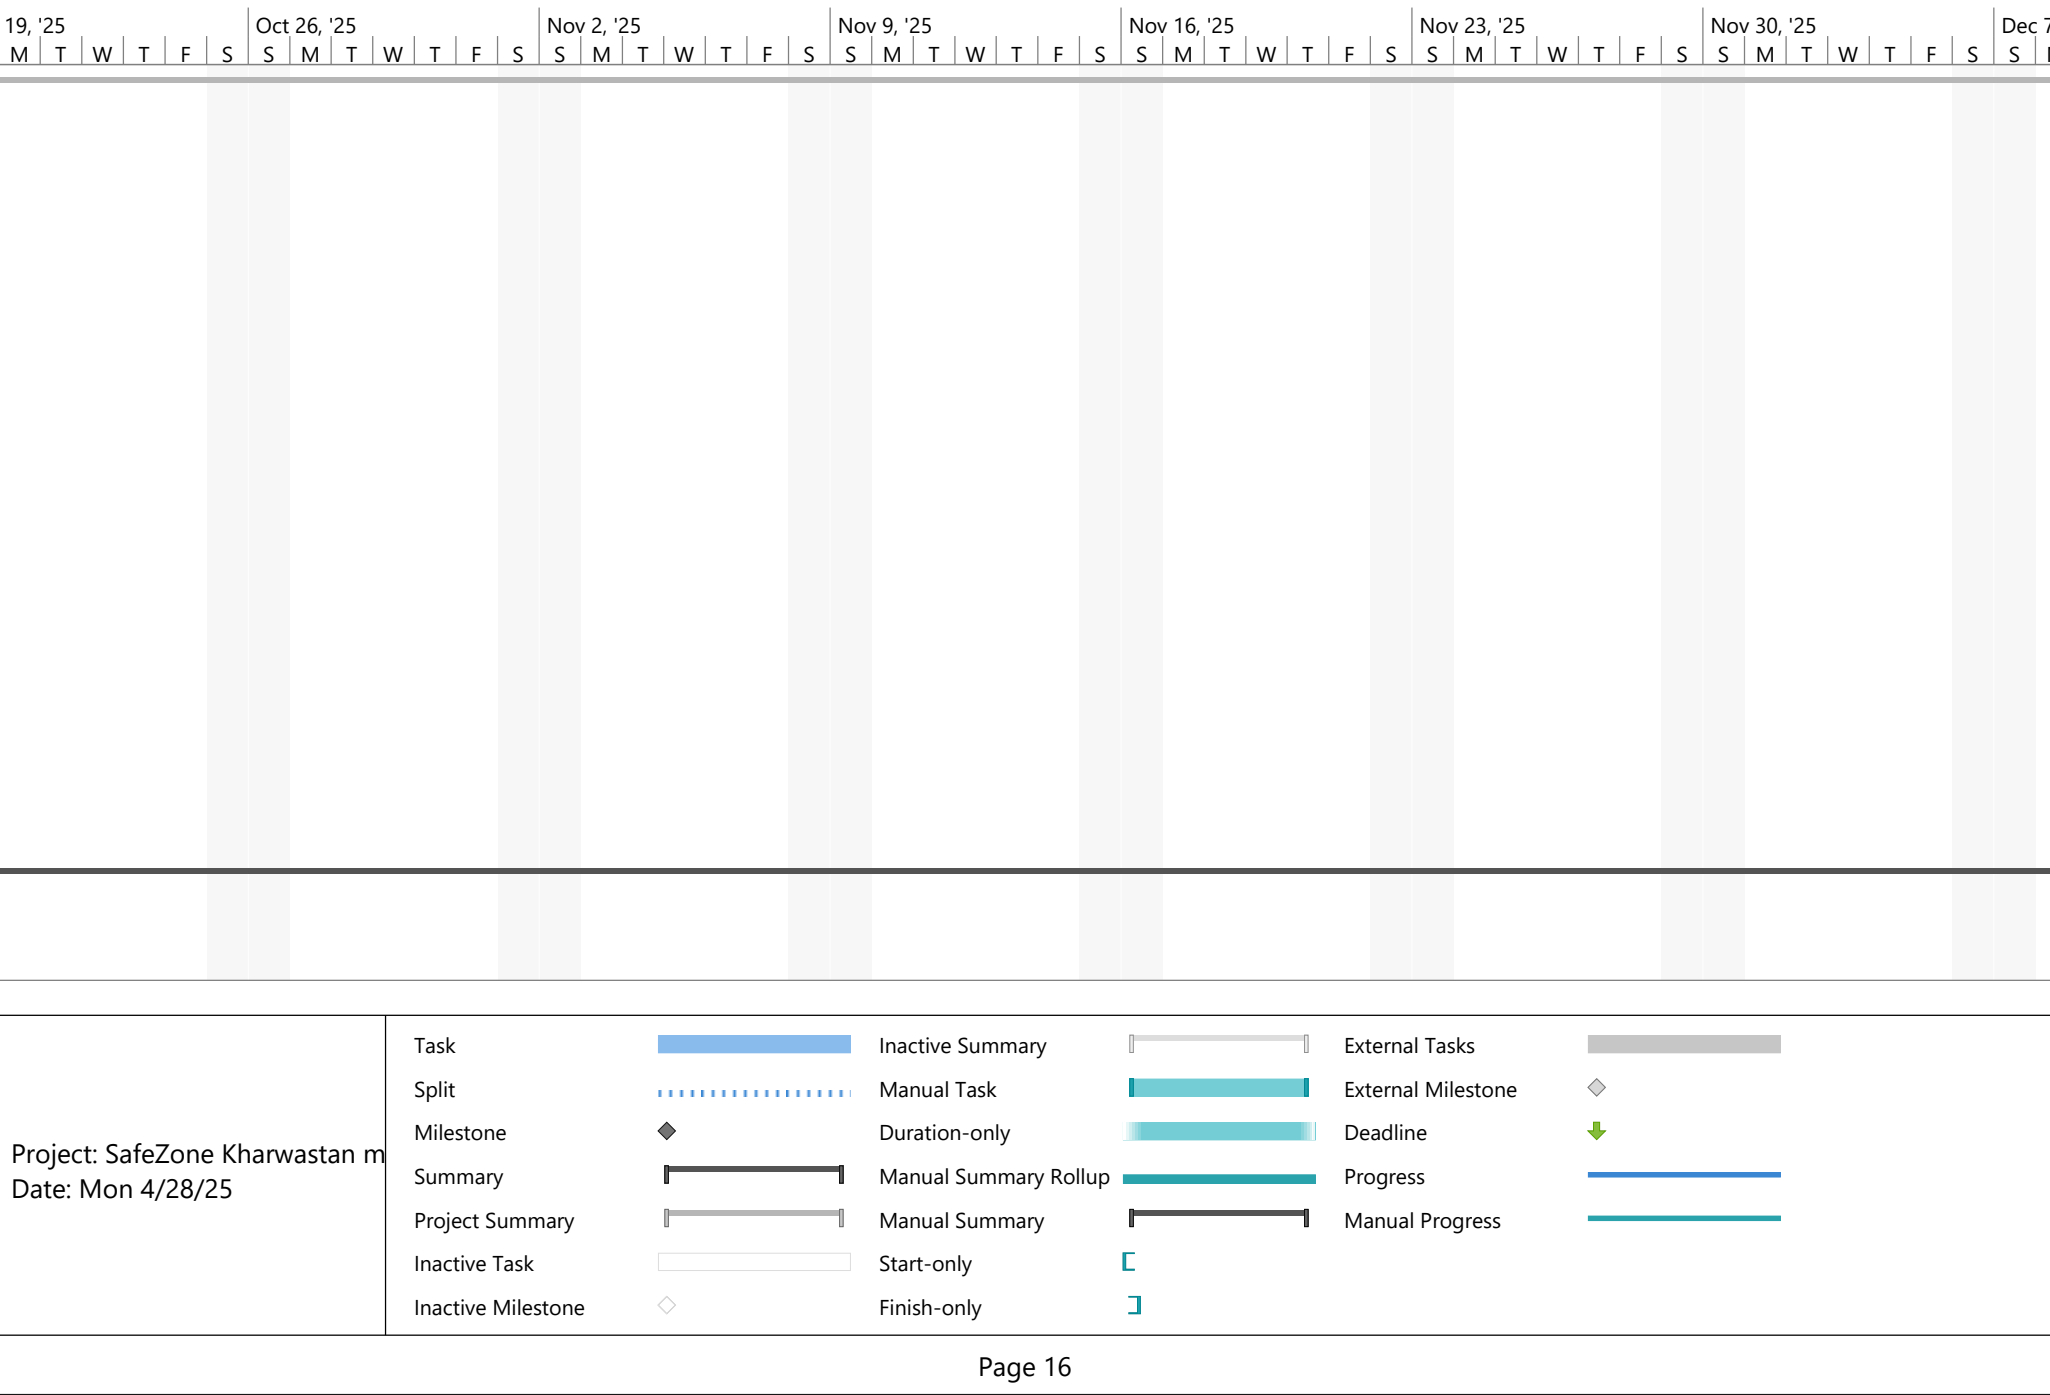 19, '25 Oct 26, '25 Nov 2, '25 Nov 9, '25 Nov 16, '25 Nov 23, '25 Nov 30, '25 Dec 7
M T W T F S S M T W T F S S M T W T F S S M T W T F S S M T W T F S S M T W T F S S M T W T F S S
Task Inactive Summary External Tasks
Split Manual Task External Milestone
Milestone Duration-only Deadline
Project: SafeZone Kharwastan m
Date: Mon 4/28/25
Summary Manual Summary Rollup Progress
Project Summary Manual Summary Manual Progress
Inactive Task Start-only
Inactive Milestone Finish-only
Page 16